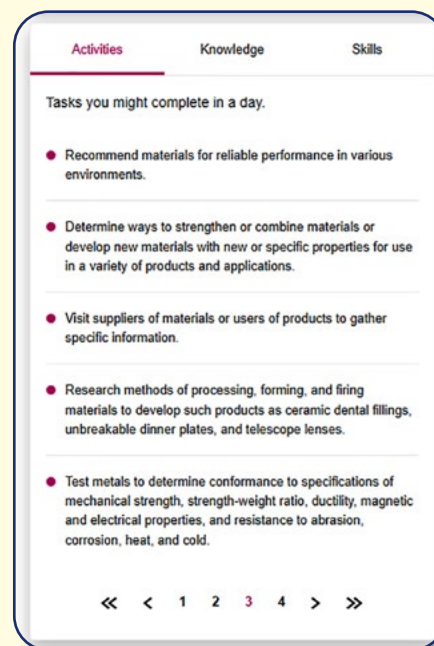 Activities Knowledge Skills
Tasks you might complete in a day.
Recommend materials for reliable performance in various
environments.
Determine ways to strengthen or combine materials or
develop new materials with new or specific properties for use
in a variety of products and applications.
Visit suppliers of materials or users of products to gather
specific information.
Research methods of processing, forming, and firing
materials to develop such products as ceramic dental fillings,
unbreakable dinner plates, and telescope lenses.
Test metals to determine conformance to specifications of
mechanical strength, strength-weight ratio, ductility, magnetic
and electrical properties, and resistance to abrasion,
corrosion, heat, and cold.
« < 1 2 3 4 > »